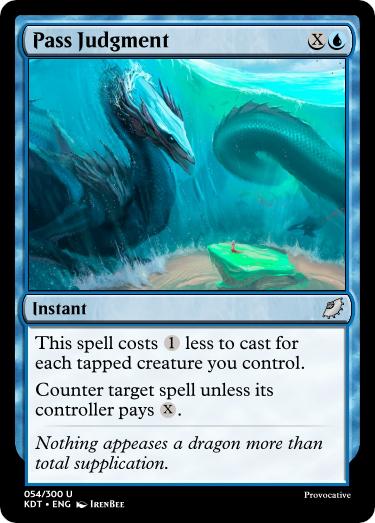 Pass Judgment X
Instant
This spell costs 1 less to cast for
each tapped creature you control.
Counter target spell unless its
controller pays X.
Nothing appeases a dragon more than
total supplication.
054/300 U
KDT • ENG IrenBee
Provocative